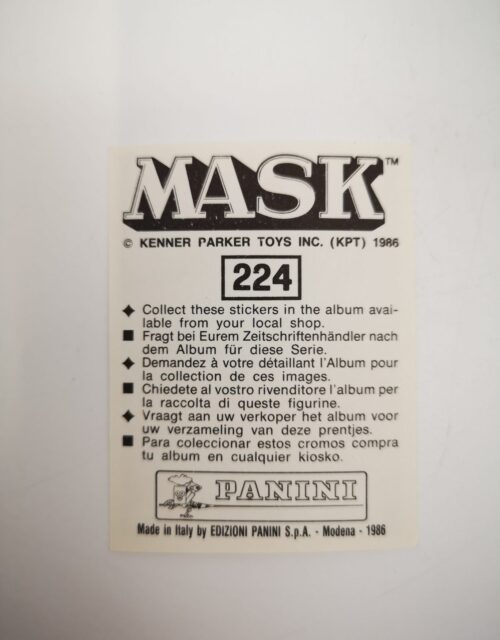 MASK™
© KENNER PARKER TOYS INC. (KPT) 1986
224
◆ Collect these stickers in the album avai-
lable from your local shop.
■ Fragt bei Eurem Zeitschriftenhändler nach
dem Album für diese Serie.
◆ Demandez à votre détaillant l'Album pour
la collection de ces images.
■ Chiedete al vostro rivenditore l'album per
la raccolta di queste figurine.
◆ Vraagt aan uw verkoper het album voor
uw verzameling van deze prentjes.
■ Para coleccionar estos cromos compra
tu album en cualquier kiosko.
PANINI
Made in Italy by EDIZIONI PANINI S.p.A. - Modena - 1986